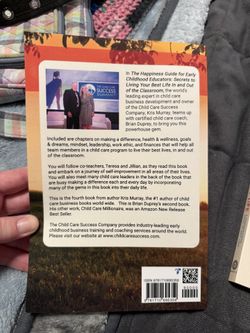 SUCCESS
In The Happiness Guide for Early
Childhood Educators: Secrets to
Living Your Best Life In and Out
of The Classroom, the world's
leading expert in child care
business development and owner
of the Child Care Success
Company, Kris Murray, teams up
with certified child care coach,
Brian Duprey, to bring you this
powerhouse gem.
Included are chapters on making a difference, health & wellness, goals
& dreams, mindset, leadership, work ethic, and finances that will help all
team members in a child care program to live their best lives, in and out
of the classroom.
You will follow co-teachers, Teresa and Jillian, as they read this book
and embark on a journey of self-improvement in all areas of their lives.
You will also meet many child care leaders in the back of the book that
are busy making a difference each and every day by incorporating
many of the gems in this book into their daily life.
This is the fourth book from author Kris Murray, the #1 author of child
care business books world wide. This is Brian Duprey's second book.
His other work, Child Care Millionaire, was an Amazon New Release
Best Seller.
The Child Care Success Company provides industry-leading early
childhood business training and coaching services around the world.
Please visit our website at www.childcaresuccess.com.
90000